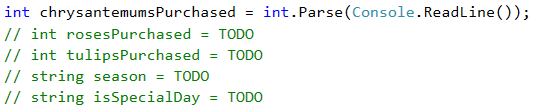 int chrysantemumsPurchased = int.Parse(Console.ReadLine());
// int rosesPurchased = TODO
// int tulipsPurchased = TODO
// string season = TODO
// string isSpecialDay = TODO